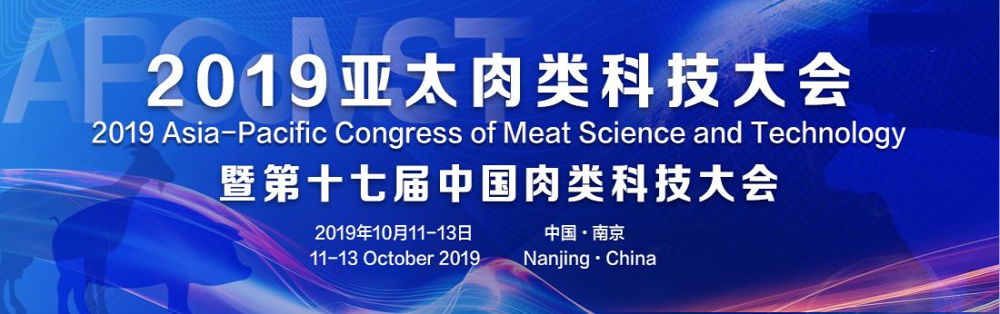 APCoMST
2019亚太肉类科技大会
2019 Asia-Pacific Congress of Meat Science and Technology
暨第十七届中国肉类科技大会
2019年10月11-13日 中国·南京
11-13 October 2019 Nanjing·China